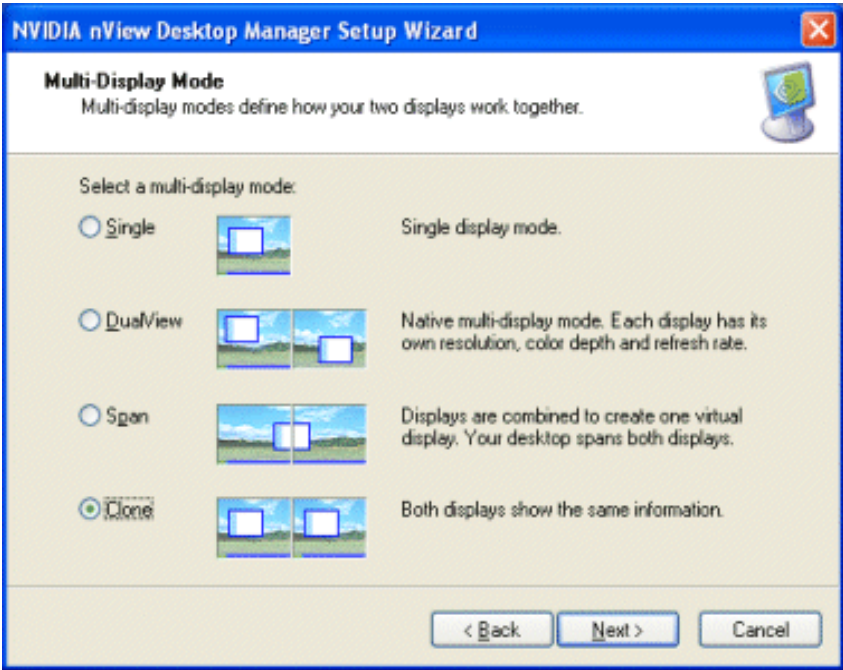 NVIDIA nView Desktop Manager Setup Wizard
Multi-Display Mode
Multi-display modes define how your two displays work together.
Select a multi-display mode:
Single
Single display mode.
DualView
Native multi-display mode. Each display has its
own resolution, color depth and refresh rate.
Span
Displays are combined to create one virtual
display. Your desktop spans both displays.
Clone
Both displays show the same information.
< Back
Next >
Cancel